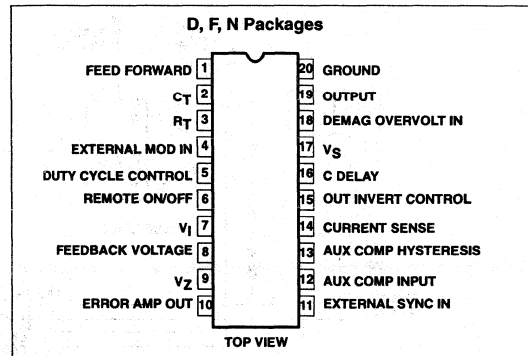 D, F, N Packages
FEED FORWARD 1 20 GROUND
CT 2 19 OUTPUT
RT 3 18 DEMAG OVERVOLT IN
EXTERNAL MOD IN 4 17 VS
DUTY CYCLE CONTROL 5 16 C DELAY
REMOTE ON/OFF 6 15 OUT INVERT CONTROL
VI 7 14 CURRENT SENSE
FEEDBACK VOLTAGE 8 13 AUX COMP HYSTERESIS
VZ 9 12 AUX COMP INPUT
ERROR AMP OUT 10 11 EXTERNAL SYNC IN
TOP VIEW